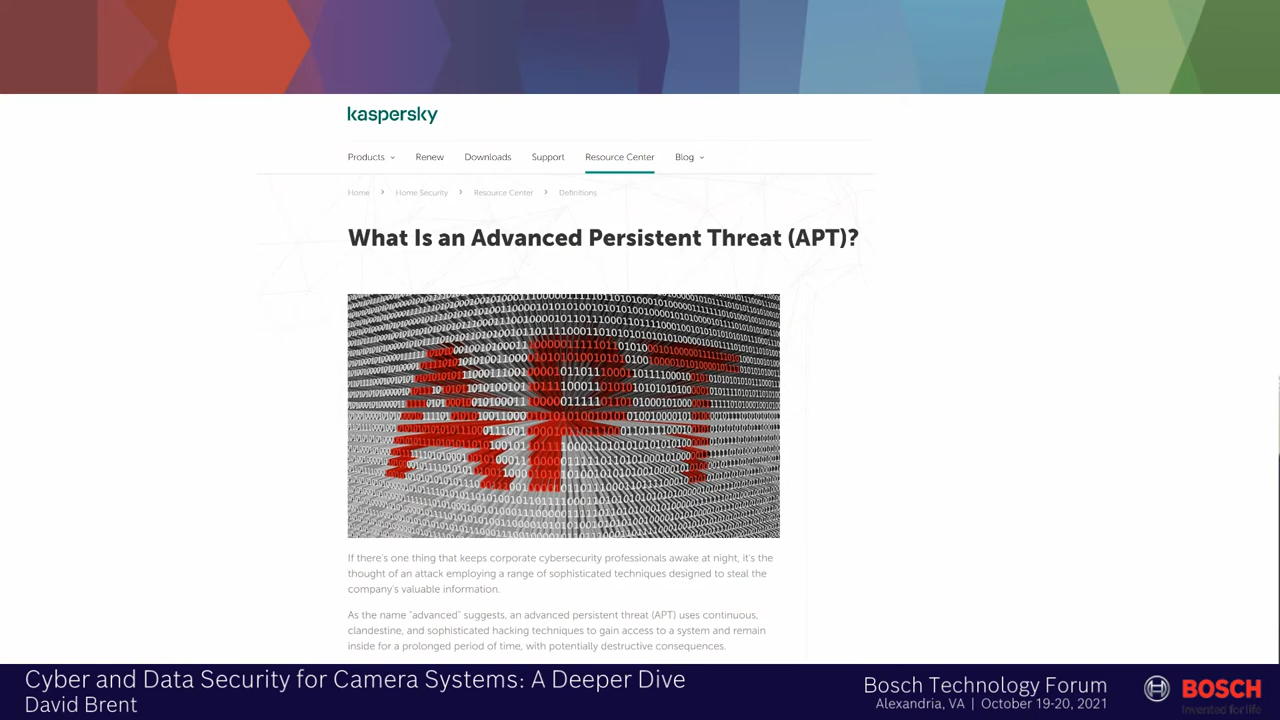 kaspersky
Products Renew Downloads Support Resource Center Blog
Home > Home Security > Resource Center > Definitions
What Is an Advanced Persistent Threat (APT)?
APT
If there's one thing that keeps corporate cybersecurity professionals awake at night, it's the
thought of an attack employing a range of sophisticated techniques designed to steal the
company's valuable information.
As the name "advanced" suggests, an advanced persistent threat (APT) uses continuous,
clandestine, and sophisticated hacking techniques to gain access to a system and remain
inside for a prolonged period of time, with potentially destructive consequences.
Cyber and Data Security for Camera Systems: A Deeper Dive
David Brent
Bosch Technology Forum
Alexandria, VA | October 19-20, 2021
BOSCH
Invented for life